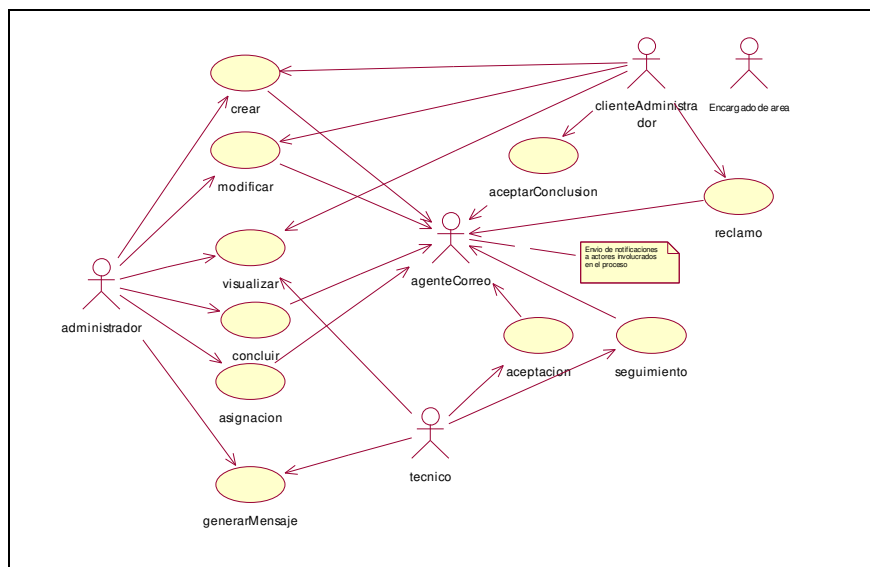 crear
clienteAdministra
dor
Encargado de area
modificar
aceptarConclusion
reclamo
Envio de notificaciones
a actores involucrados
en el proceso
visualizar
agenteCorreo
administrador
concluir
aceptacion
seguimiento
asignacion
tecnico
generarMensaje